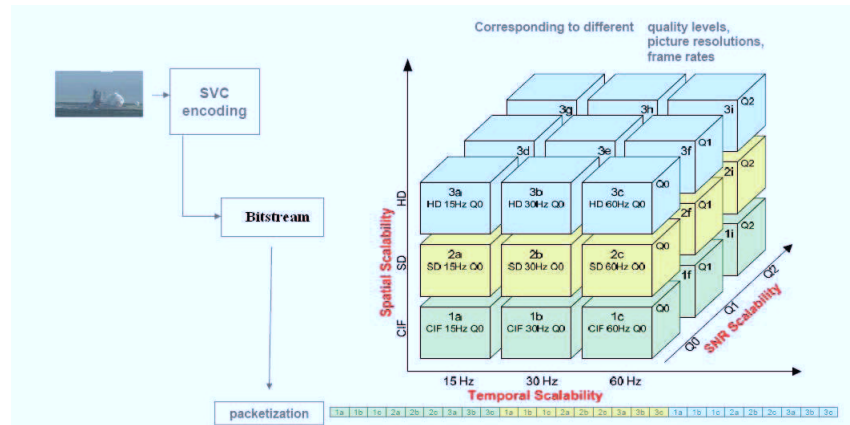 Corresponding to different quality levels,
picture resolutions,
frame rates
SVC
encoding
Bitstream
packetization
Spatial Scalability
HD
SD
CIF
3g
3h
3i
Q2
3d
3e
3f
Q1
3a
HD 15Hz Q0
3b
HD 30Hz Q0
3c
HD 60Hz Q0
Q0
2i
Q2
2f
Q1
2a
SD 15Hz Q0
2b
SD 30Hz Q0
2c
SD 60Hz Q0
Q0
1i
Q2
1f
Q1
1a
CIF 15Hz Q0
1b
CIF 30Hz Q0
1c
CIF 60Hz Q0
Q0
Q0
Q1
Q2
SNR Scalability
15 Hz
30 Hz
60 Hz
Temporal Scalability
1a 1b 1c 2a 2b 2c 3a 3b 3c 1a 1b 1c 2a 2b 2c 3a 3b 3c 1a 1b 1c 2a 2b 2c 3a 3b 3c